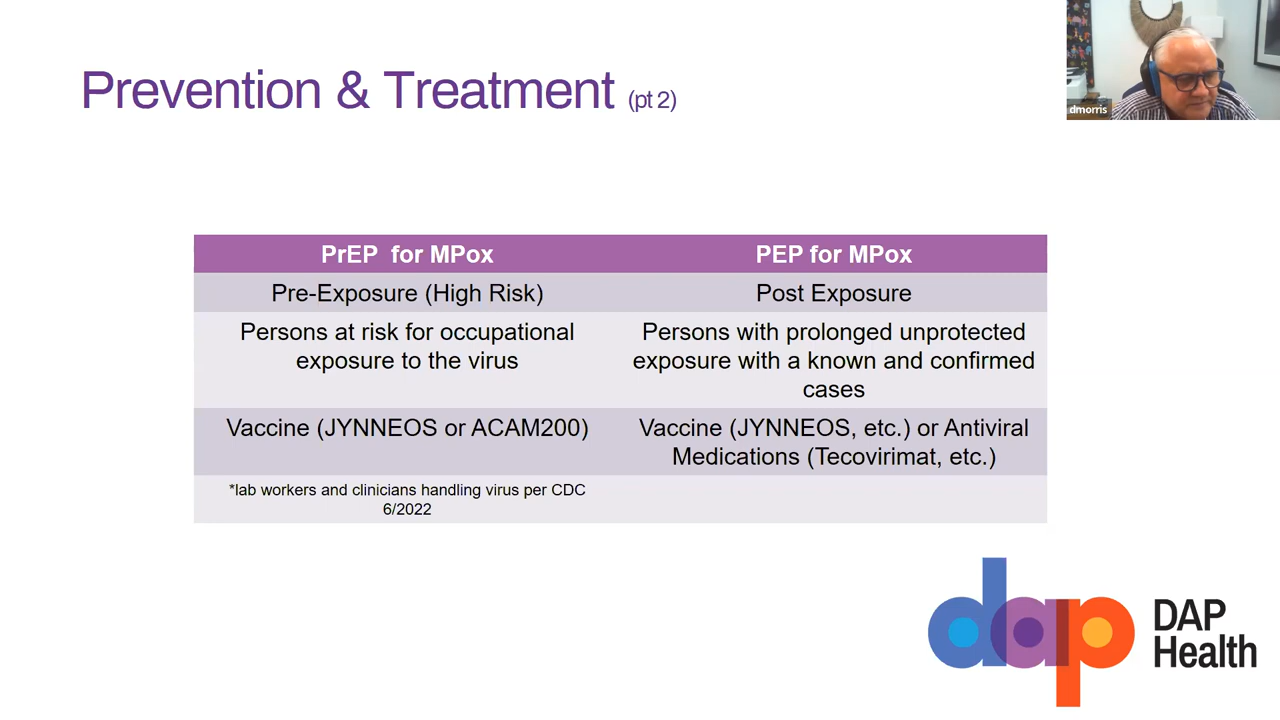 Prevention & Treatment (pt 2)
dmorris
PrEP for MPox
PEP for MPox
Pre-Exposure (High Risk)
Post Exposure
Persons at risk for occupational
exposure to the virus
Persons with prolonged unprotected
exposure with a known and confirmed
cases
Vaccine (JYNNEOS or ACAM200)
Vaccine (JYNNEOS, etc.) or Antiviral
Medications (Tecovirimat, etc.)
*lab workers and clinicians handling virus per CDC
6/2022
dap
DAP
Health